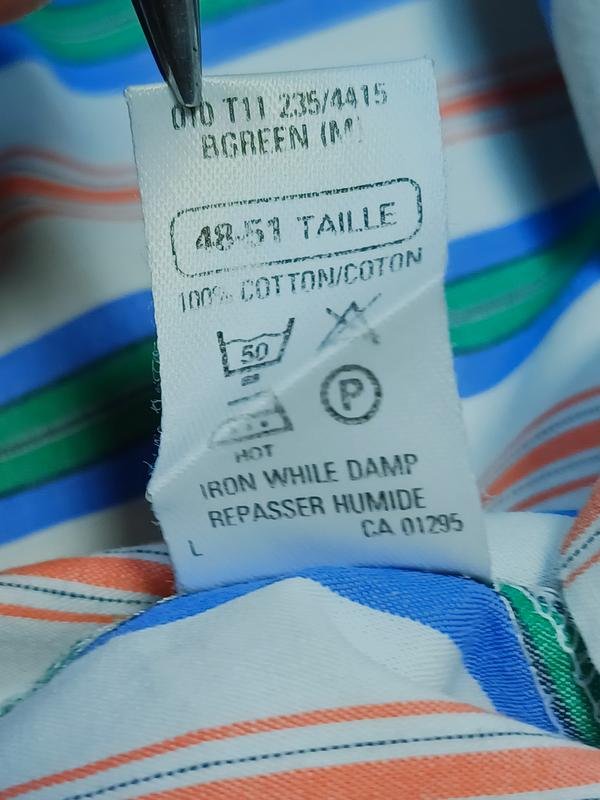 010 T11 235/4415
BGREEN (M)
48-51 TAILLE
100% COTTON/COTON
50
P
HOT
IRON WHILE DAMP
REPASSER HUMIDE
L CA 01295